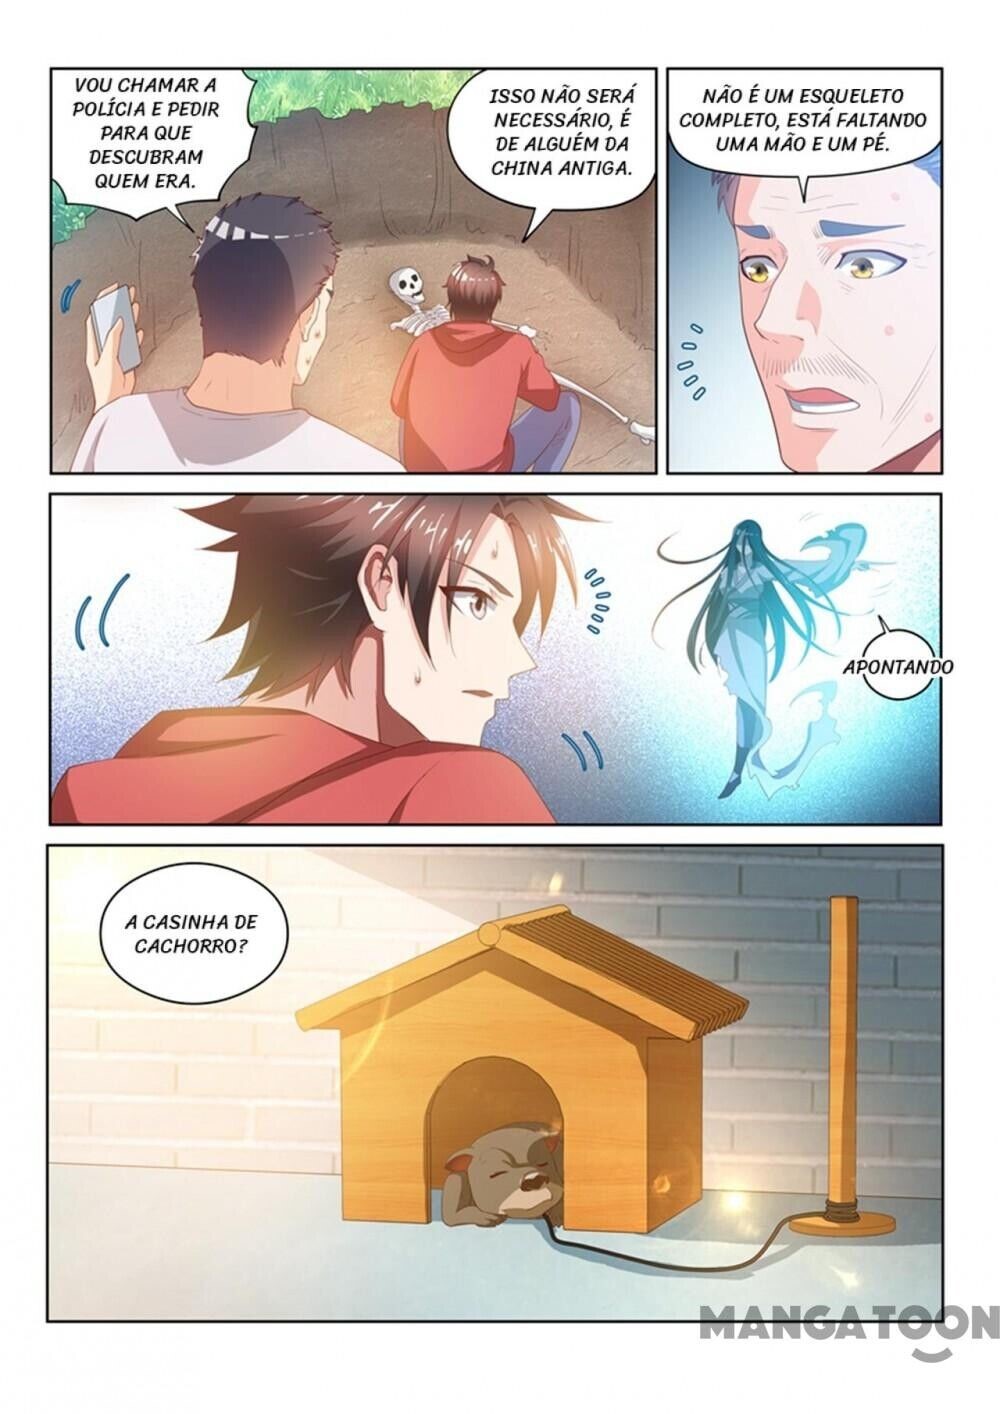 VOU CHAMAR A
POLÍCIA E PEDIR
PARA QUE
DESCUBRAM
QUEM ERA.
ISSO NÃO SERÁ
NECESSÁRIO, É
DE ALGUÉM DA
CHINA ANTIGA.
NÃO É UM ESQUELETO
COMPLETO, ESTÁ FALTANDO
UMA MÃO E UM PÉ.
APONTANDO
A CASINHA DE
CACHORRO?
MANGATOON